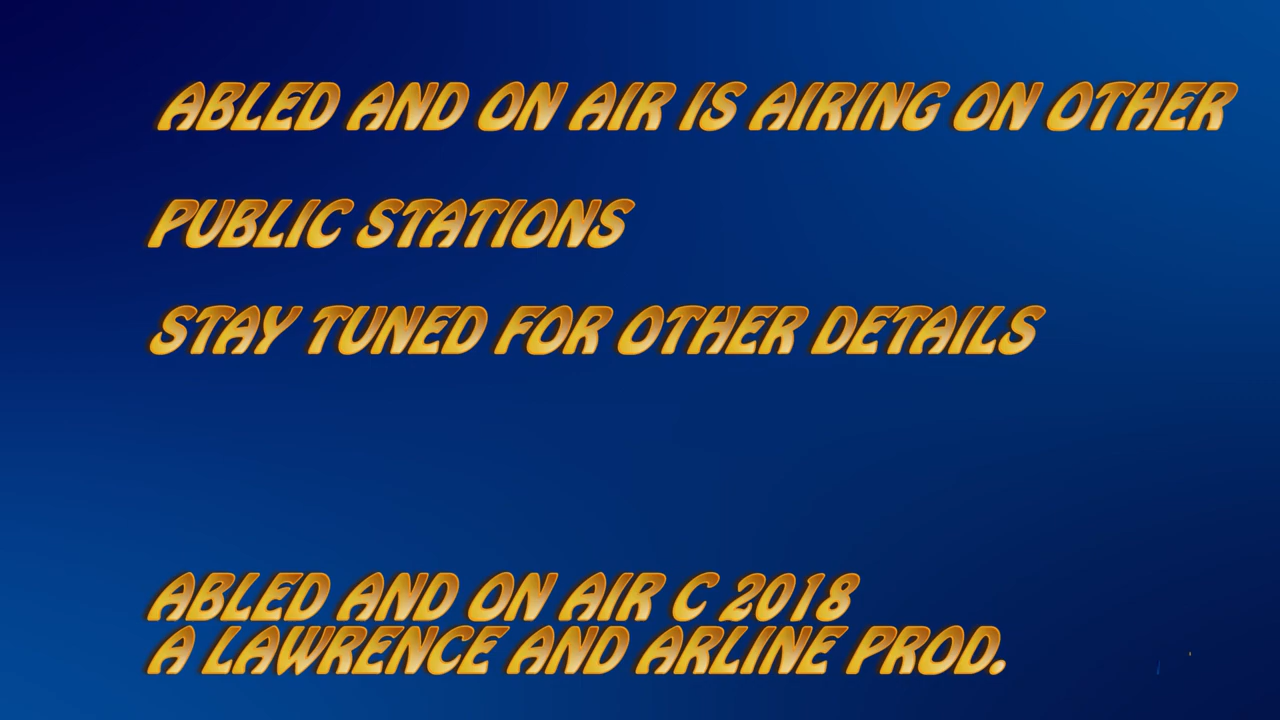 ABLED AND ON AIR IS AIRING ON OTHER
PUBLIC STATIONS
STAY TUNED FOR OTHER DETAILS
ABLED AND ON AIR C 2018
A LAWRENCE AND ARLINE PROD.